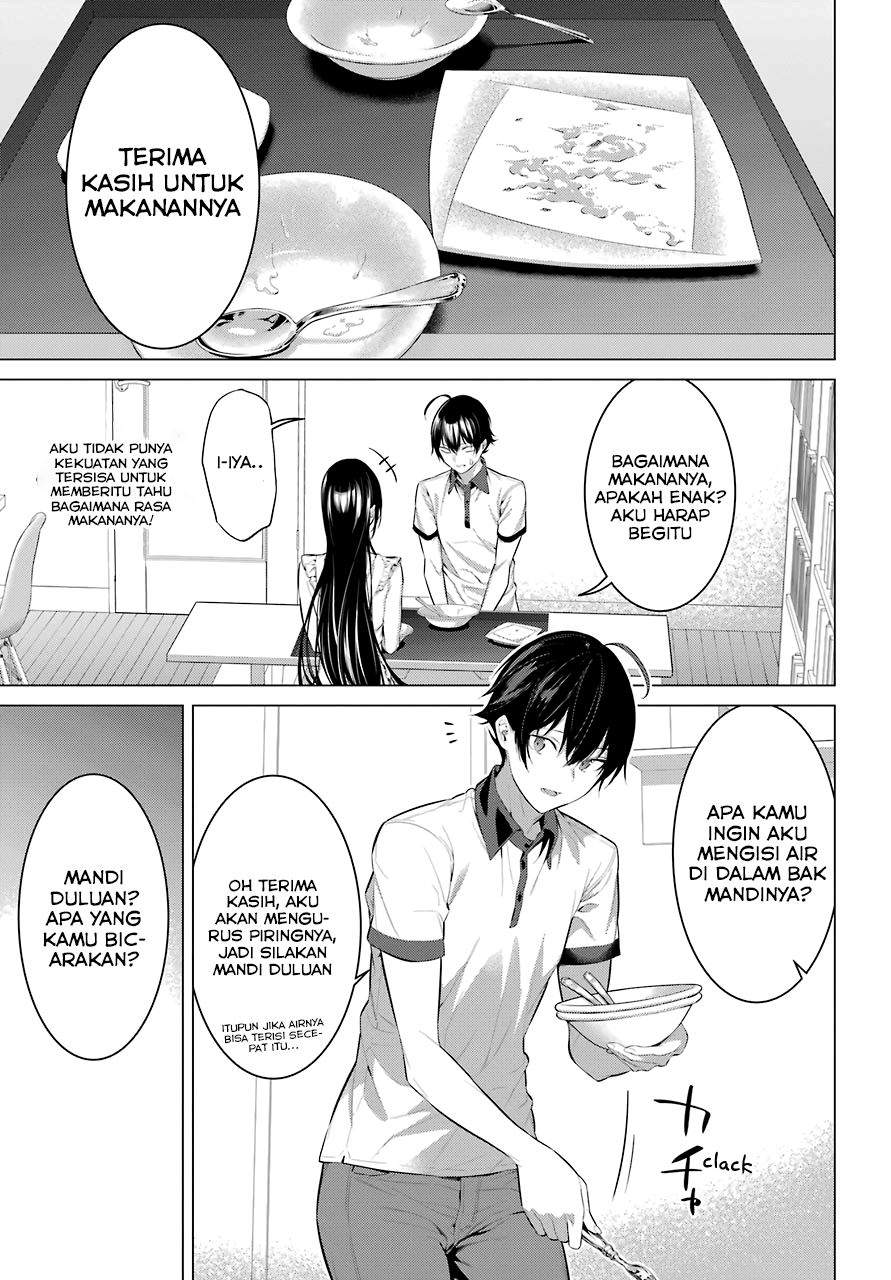 TERIMA
KASIH UNTUK
MAKANANNYA
BAGAIMANA
MAKANANYA,
APAKAH ENAK?
AKU HARAP
BEGITU
I-IYA..
AKU TIDAK PUNYA
KEKUATAN YANG
TERSISA UNTUK
MEMBERITU TAHU
BAGAIMANA RASA
MAKANANYA!
APA KAMU
INGIN AKU
MENGISI AIR
DI DALAM BAK
MANDINYA?
OH TERIMA
KASIH, AKU
AKAN MENGU-
RUS PIRINGNYA,
JADI SILAKAN
MANDI DULUAN
ITUPUN JIKA AIRNYA
BISA TERISI SECE-
PAT ITU...
カチャ
clack
MANDI
DULUAN?
APA YANG
KAMU BIC-
ARAKAN?